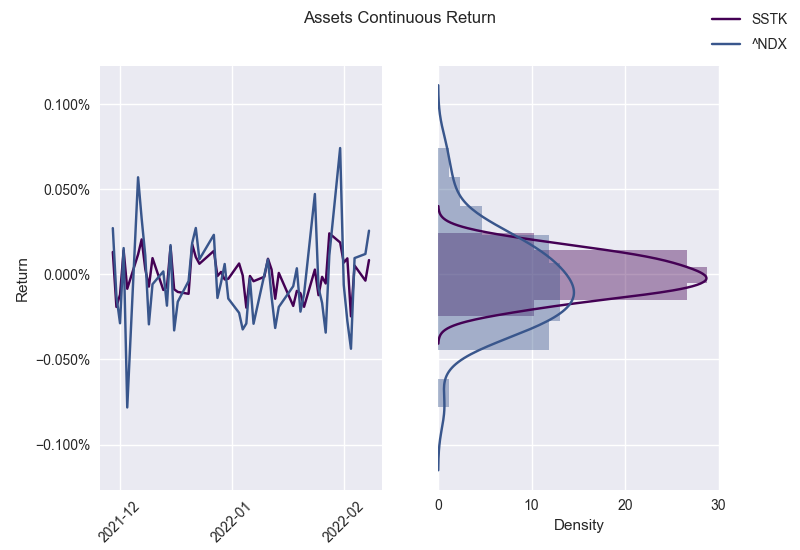 Assets Continuous Return
SSTK
^NDX
0.100%
0.050%
0.000%
−0.050%
−0.100%
Return
2021-12
2022-01
2022-02
0
10
20
30
Density